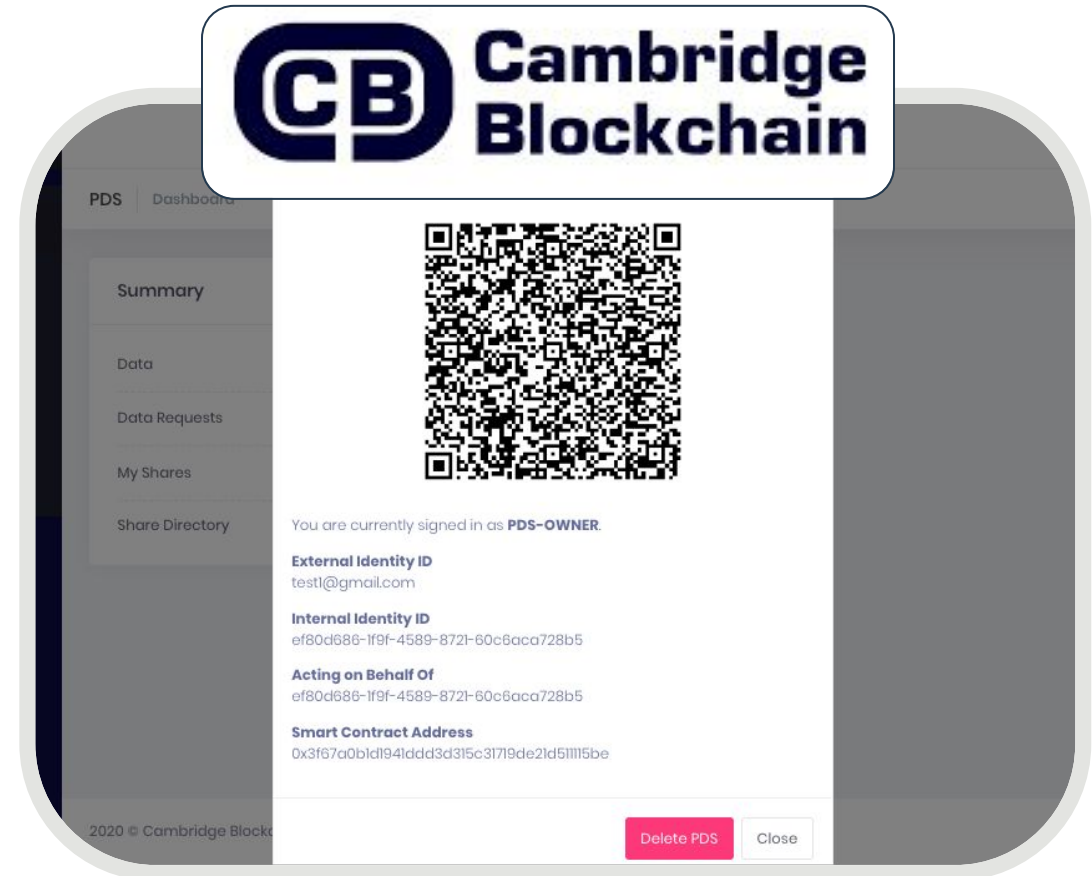 CB
Cambridge
Blockchain
PDS
Dashboard
Summary
Data
Data Requests
My Shares
Share Directory
You are currently signed in as PDS-OWNER.
External Identity ID
test1@gmail.com
Internal Identity ID
ef80d686-1f9f-4589-8721-60c6aca728b5
Acting on Behalf Of
ef80d686-1f9f-4589-8721-60c6aca728b5
Smart Contract Address
2020 © Cambridge Blockc
Delete PDS
Close